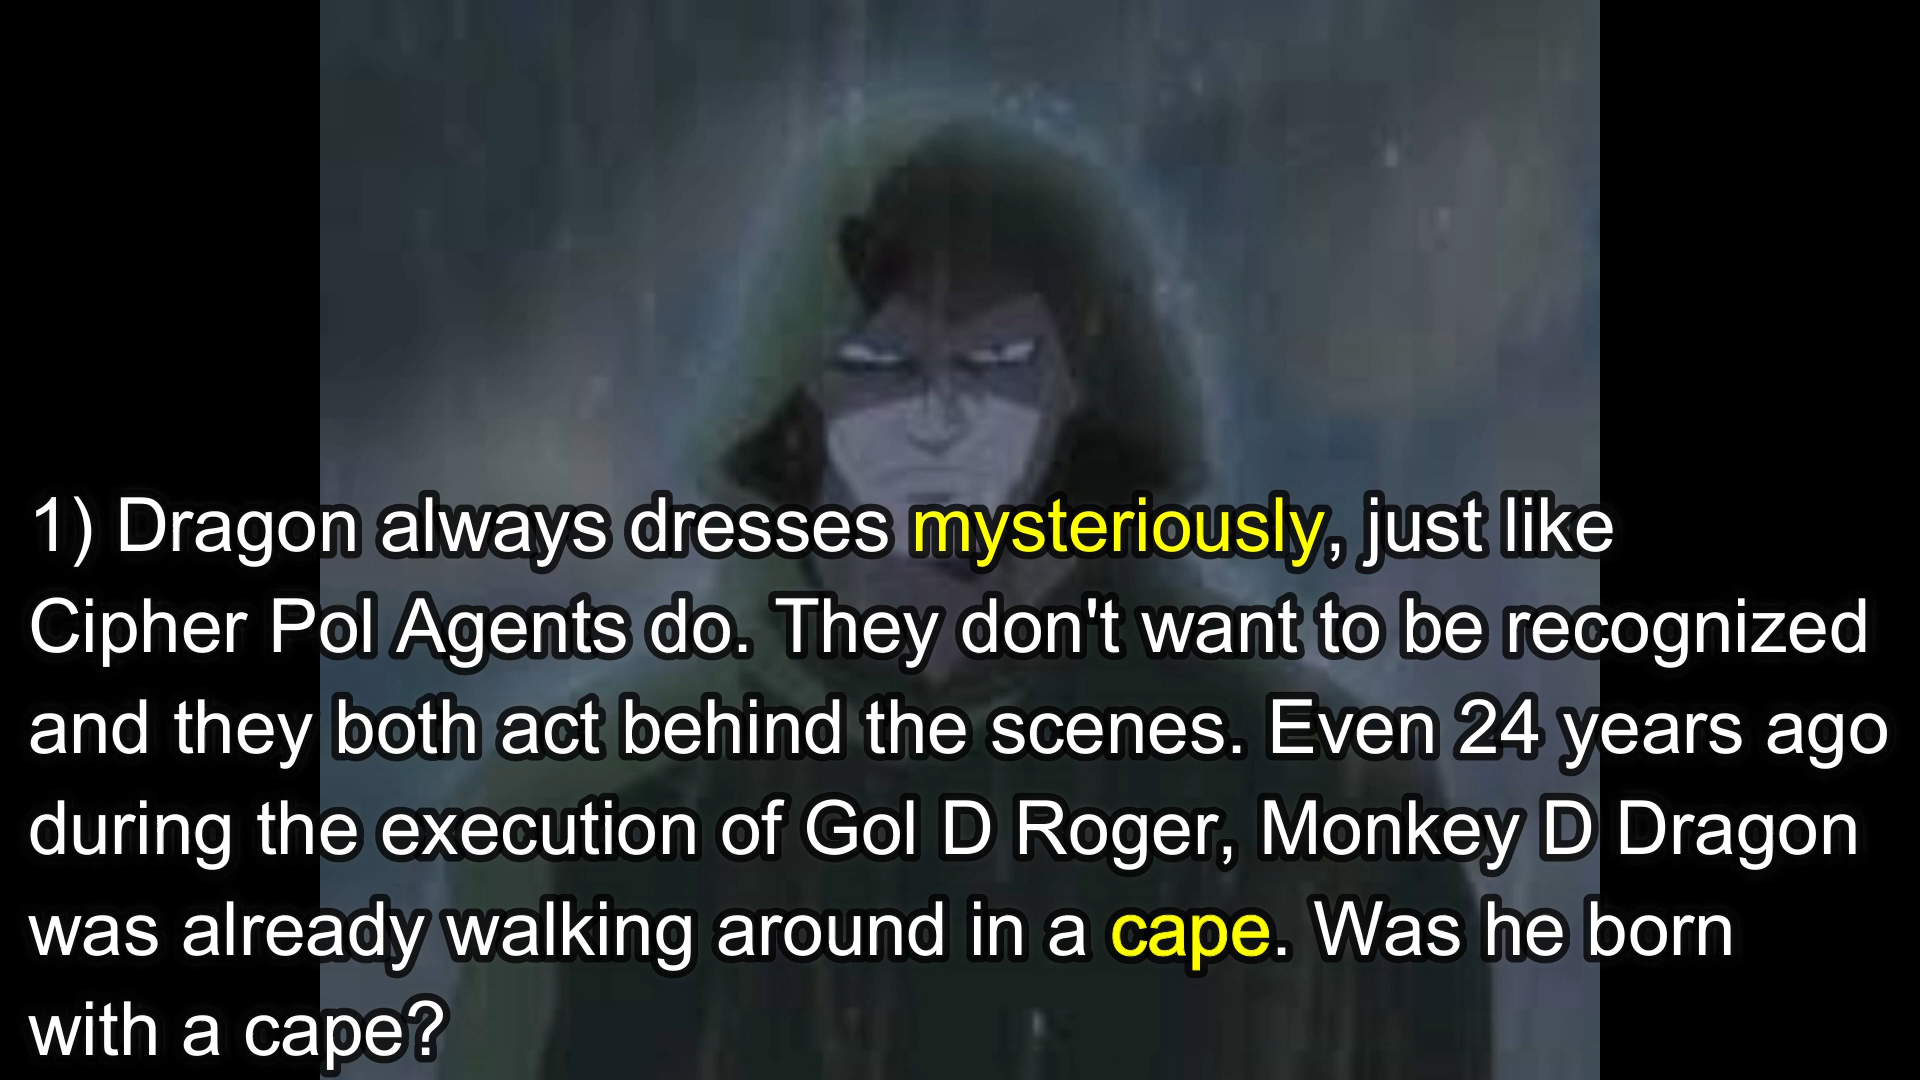 1) Dragon always dresses mysteriously, just like
Cipher Pol Agents do. They don't want to be recognized
and they both act behind the scenes. Even 24 years ago
during the execution of Gol D Roger, Monkey D Dragon
was already walking around in a cape. Was he born
with a cape?